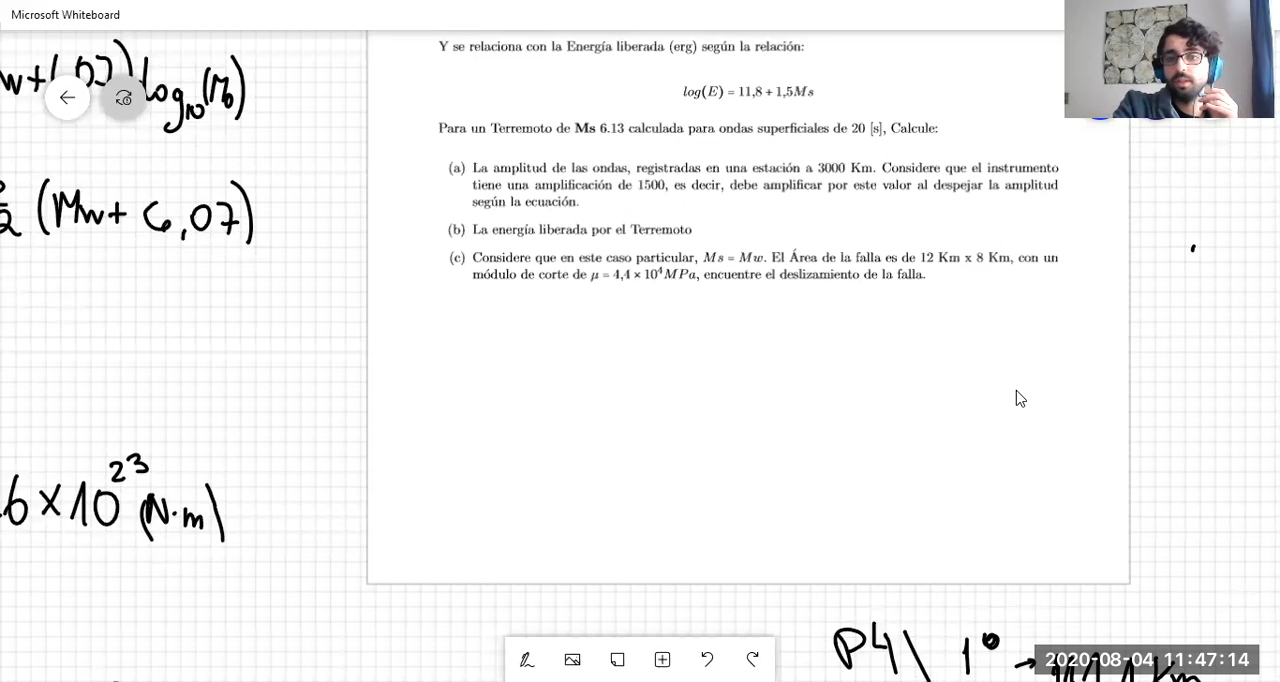 Microsoft Whiteboard
log₁₀(M₀)
(Mw + 6,07)
6 × 10²³ (N·m)
Y se relaciona con la Energía liberada (erg) según la relación:
log(E) = 11,8 + 1,5Ms
Para un Terremoto de Ms 6.13 calculada para ondas superficiales de 20 [s], Calcule:
(a) La amplitud de las ondas, registradas en una estación a 3000 Km. Considere que el instrumento
tiene una amplificación de 1500, es decir, debe amplificar por este valor al despejar la amplitud
según la ecuación.
(b) La energía liberada por el Terremoto
(c) Considere que en este caso particular, Ms = Mw. El Área de la falla es de 12 Km x 8 Km, con un
módulo de corte de μ = 4,4 × 10⁴MPa, encuentre el deslizamiento de la falla.
P4\ 1° →
2020-08-04 11:47:14